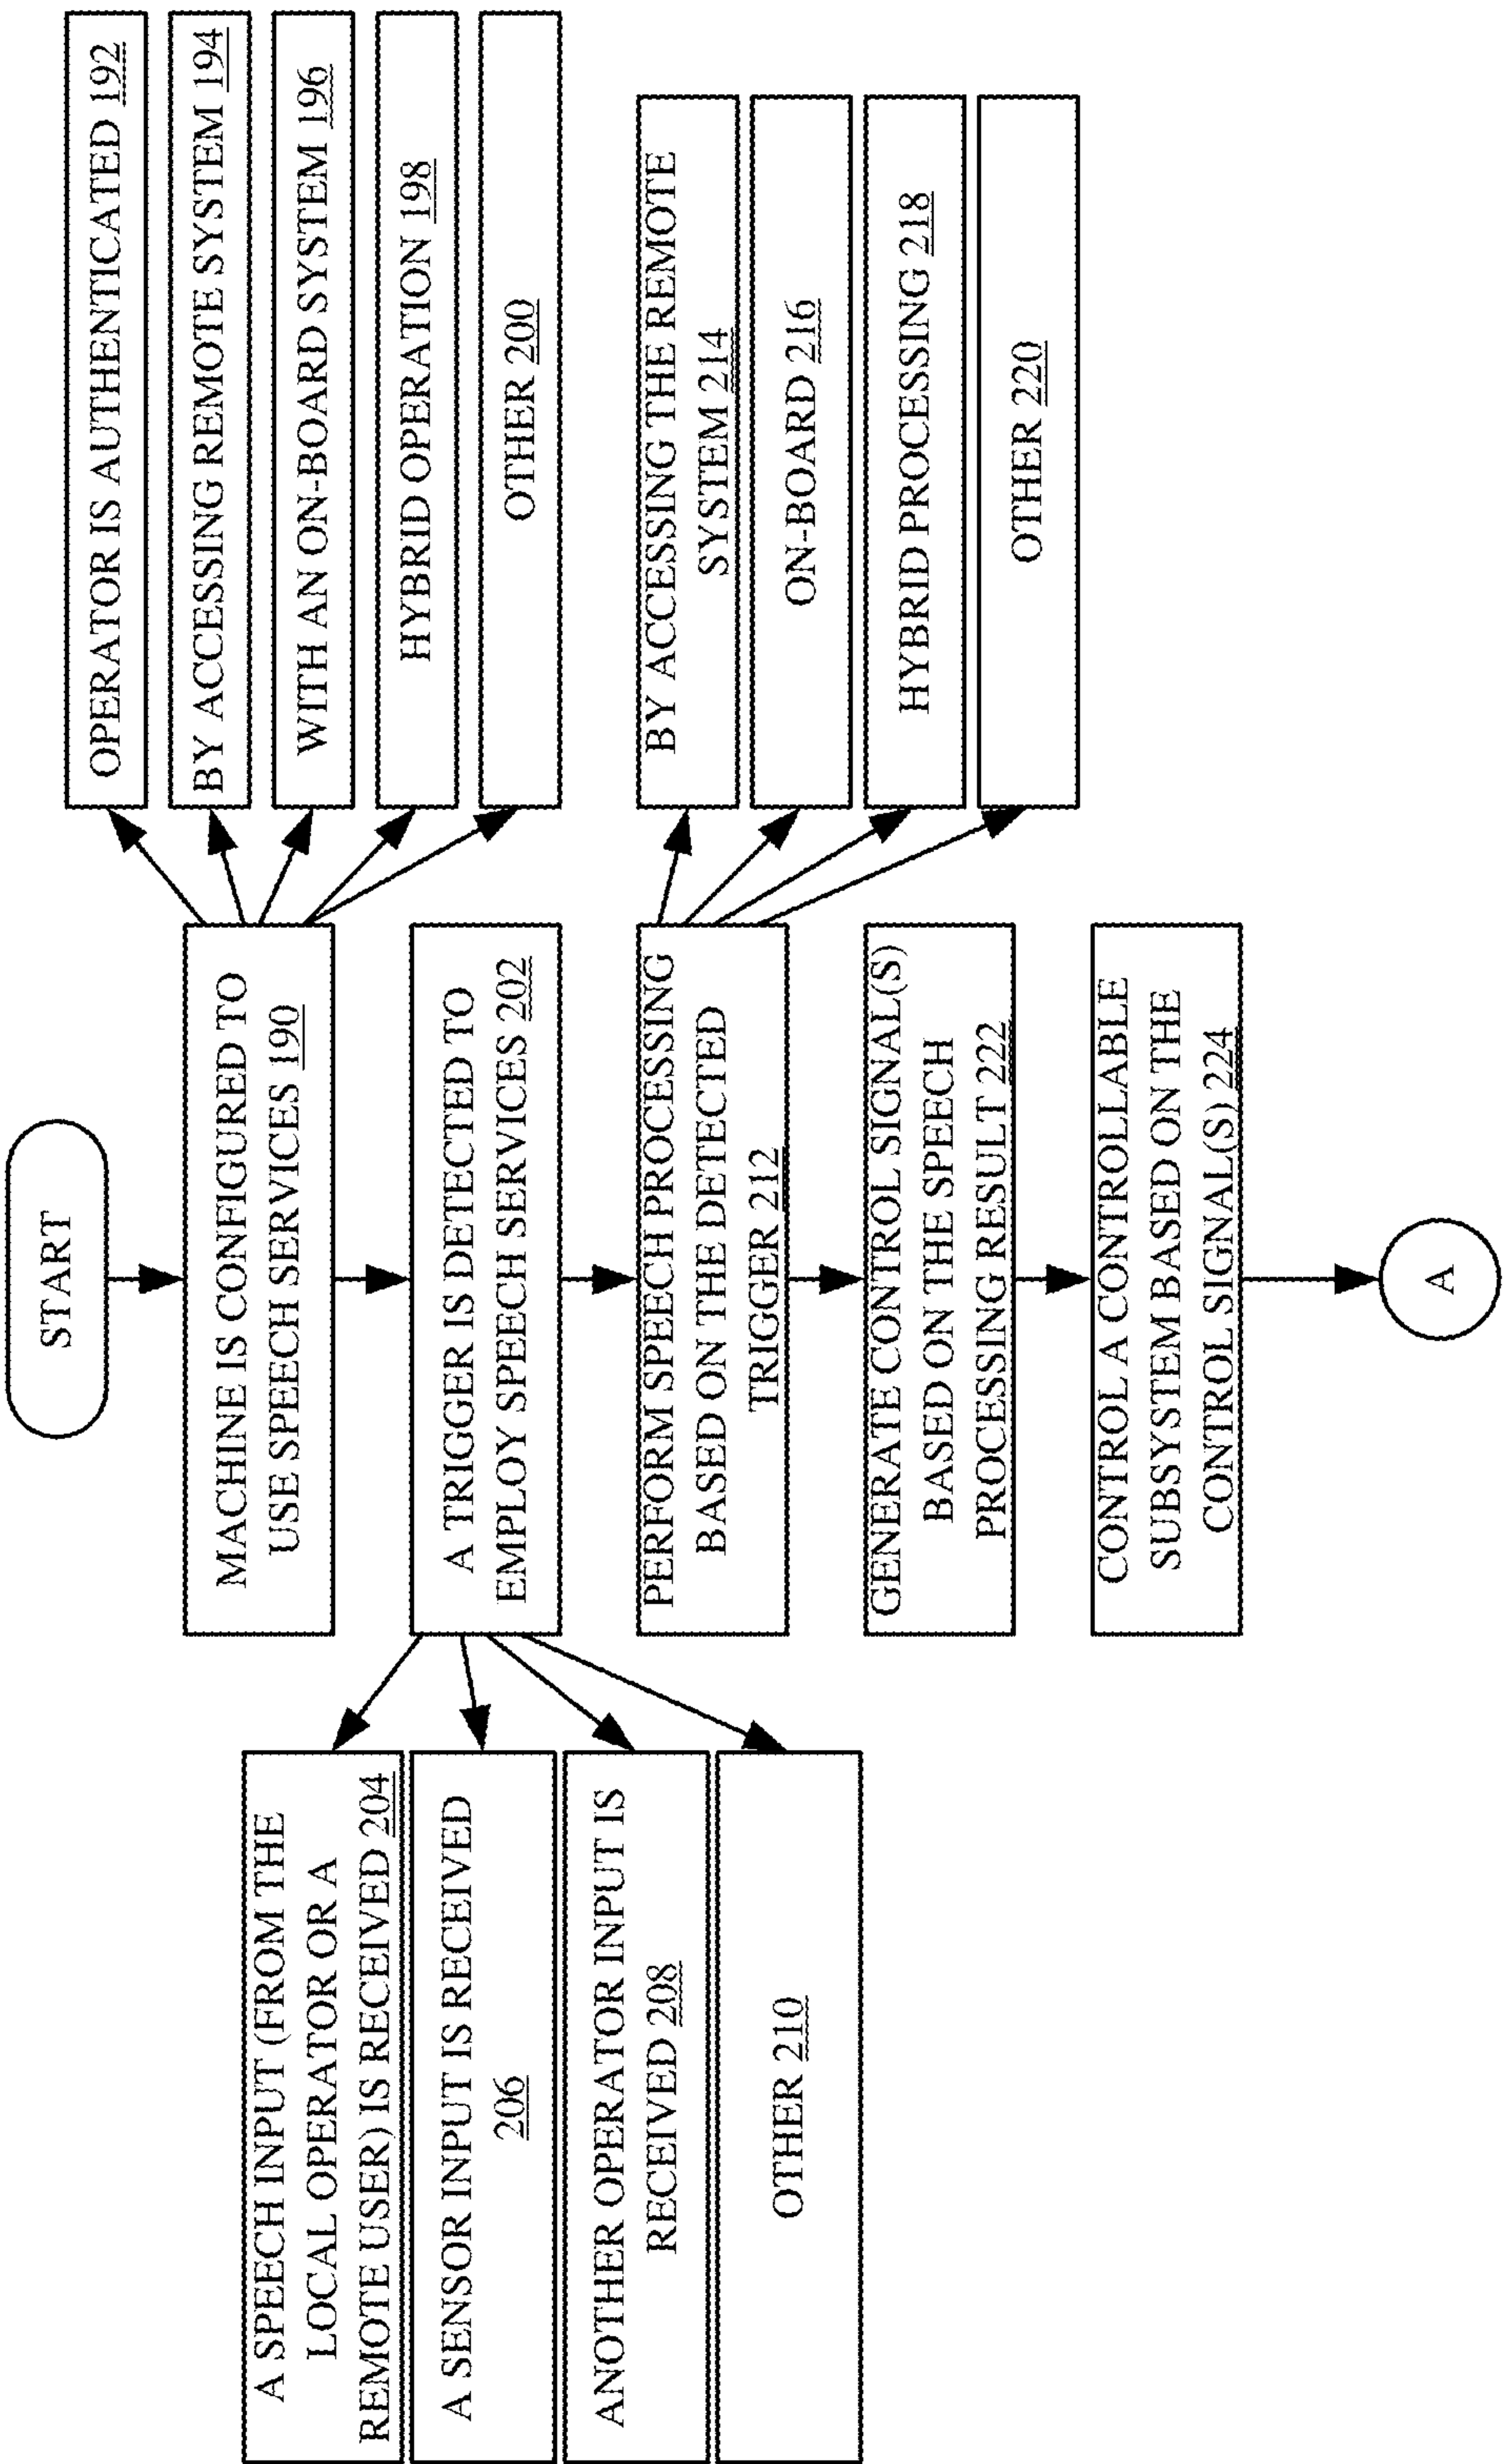 START
MACHINE IS CONFIGURED TO
USE SPEECH SERVICES 190
OPERATOR IS AUTHENTICATED 192
BY ACCESSING REMOTE SYSTEM 194
WITH AN ON-BOARD SYSTEM 196
HYBRID OPERATION 198
OTHER 200
A TRIGGER IS DETECTED TO
EMPLOY SPEECH SERVICES 202
A SPEECH INPUT (FROM THE
LOCAL OPERATOR OR A
REMOTE USER) IS RECEIVED 204
A SENSOR INPUT IS RECEIVED
206
ANOTHER OPERATOR INPUT IS
RECEIVED 208
OTHER 210
PERFORM SPEECH PROCESSING
BASED ON THE DETECTED
TRIGGER 212
BY ACCESSING THE REMOTE
SYSTEM 214
ON-BOARD 216
HYBRID PROCESSING 218
OTHER 220
GENERATE CONTROL SIGNAL(S)
BASED ON THE SPEECH
PROCESSING RESULT 222
CONTROL A CONTROLLABLE
SUBSYSTEM BASED ON THE
CONTROL SIGNAL(S) 224
A